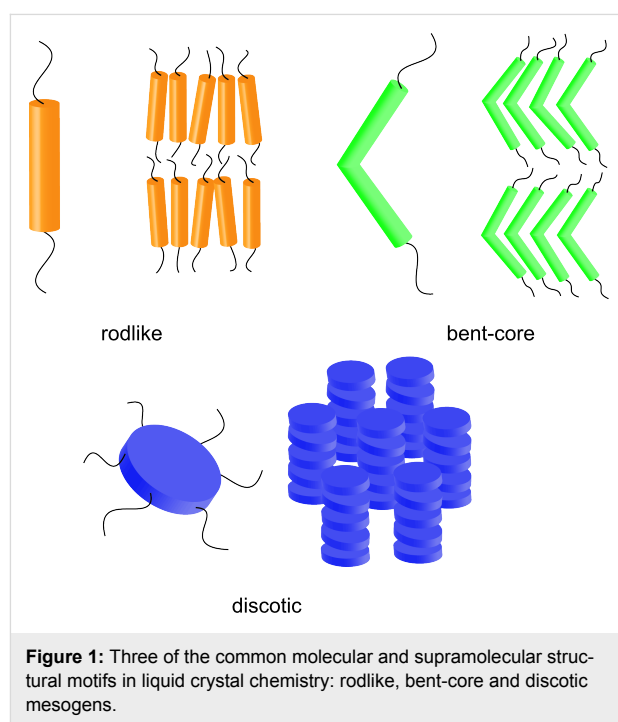 rodlike
bent-core
discotic
Figure 1: Three of the common molecular and supramolecular struc-
tural motifs in liquid crystal chemistry: rodlike, bent-core and discotic
mesogens.